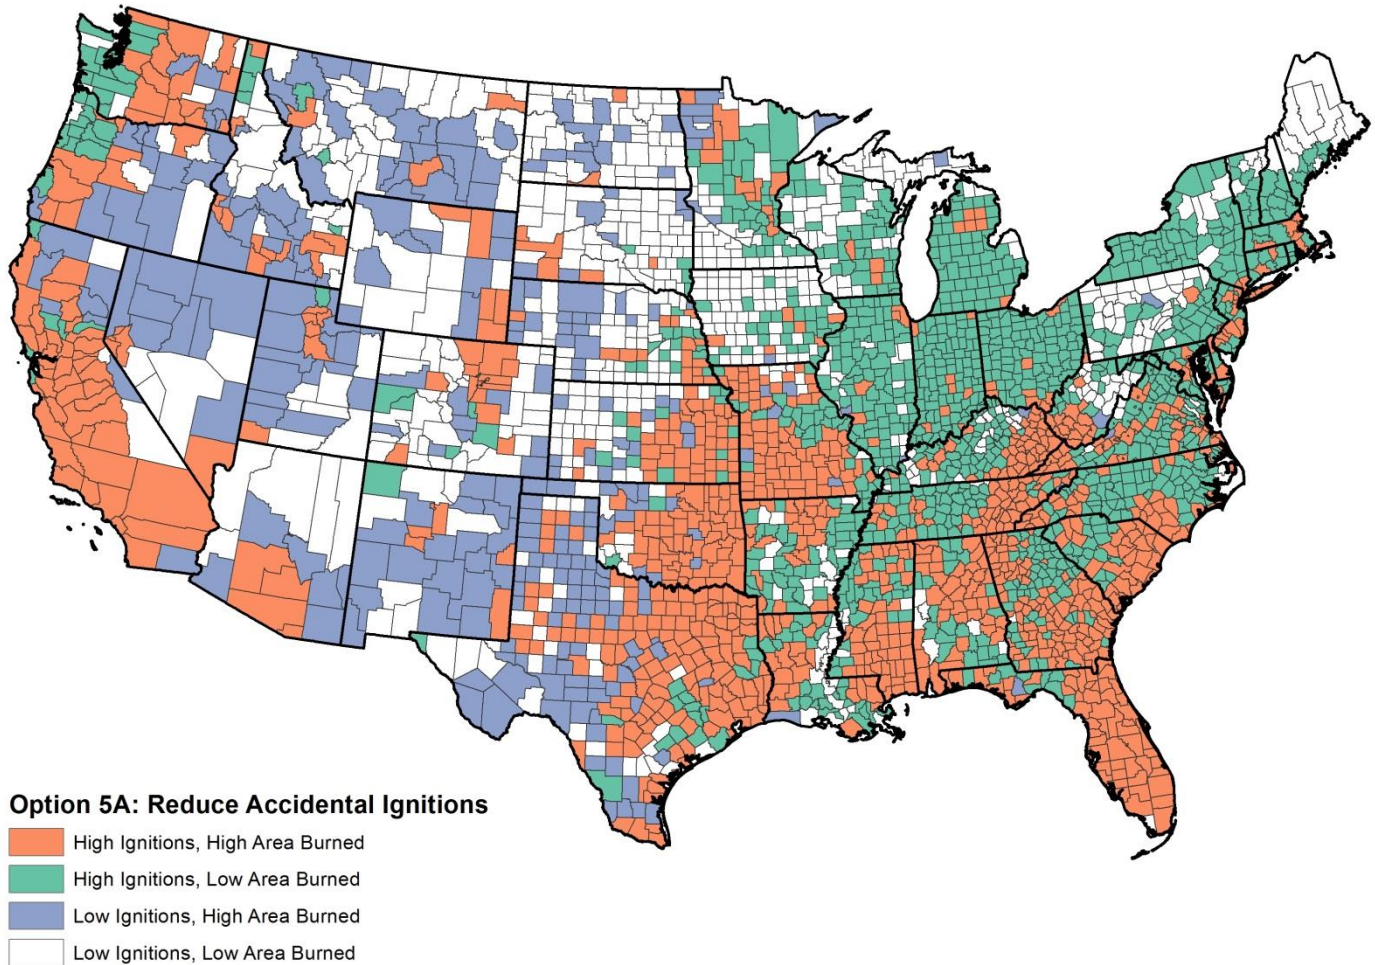 Option 5A: Reduce Accidental Ignitions
High Ignitions, High Area Burned
High Ignitions, Low Area Burned
Low Ignitions, High Area Burned
Low Ignitions, Low Area Burned